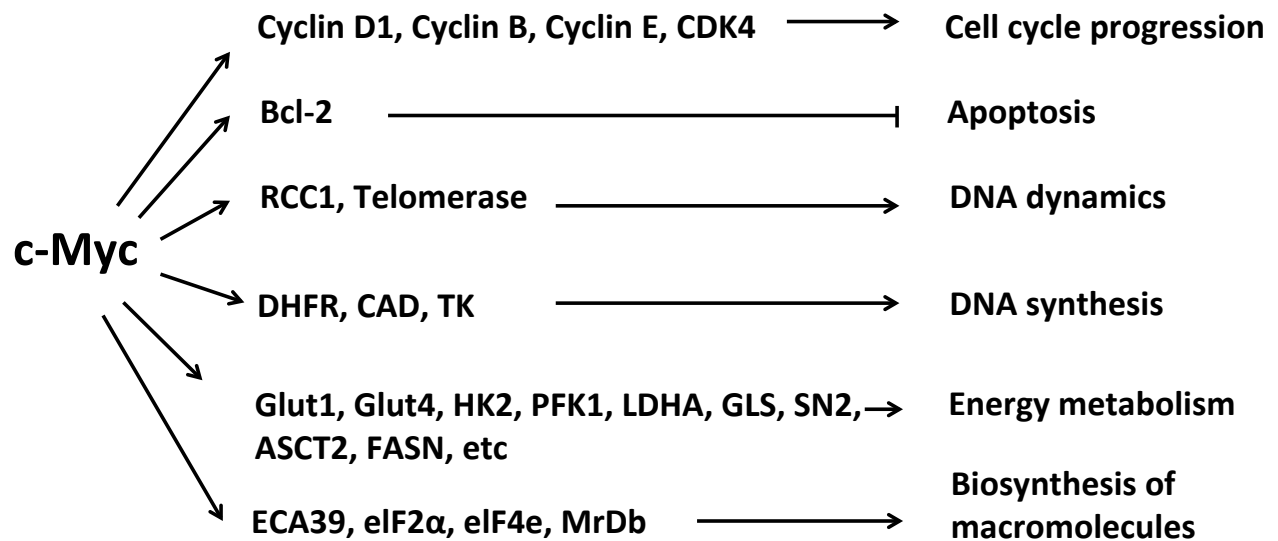 Cyclin D1, Cyclin B, Cyclin E, CDK4 Cell cycle progression
Bcl-2 Apoptosis
RCC1, Telomerase DNA dynamics
c-Myc
DHFR, CAD, TK DNA synthesis
Glut1, Glut4, HK2, PFK1, LDHA, GLS, SN2, Energy metabolism
ASCT2, FASN, etc
Biosynthesis of
ECA39, elF2α, elF4e, MrDb macromolecules